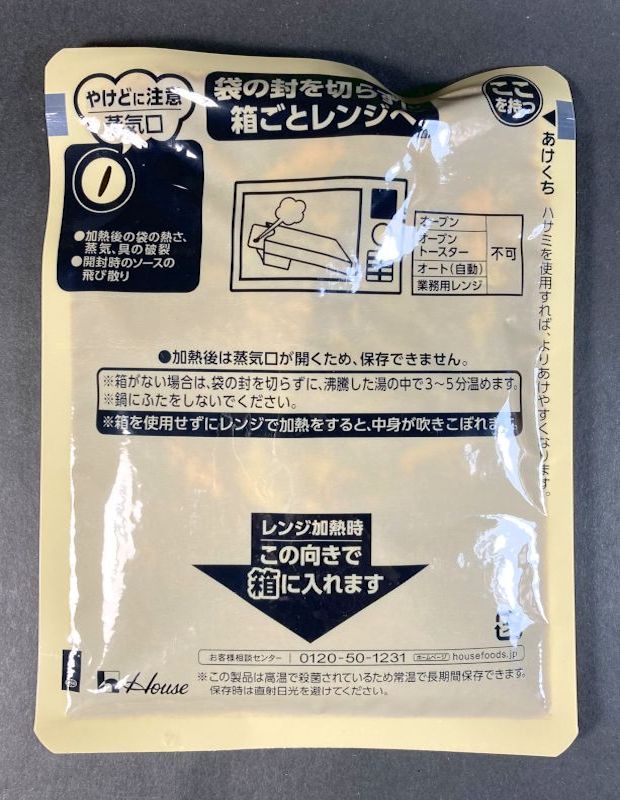 やけどに注意
蒸気口
袋の封を切らずに
箱ごとレンジへ
ここ
を持つ
あけくち ハサミを使用すれば、よりあけやすくなります。
●加熱後の袋の熱さ、
蒸気、具の破裂
●開封時のソースの
飛び散り
オーブン
オーブン
トースター
オート(自動)
業務用レンジ
不可
●加熱後は蒸気口が開くため、保存できません。
※箱がない場合は、袋の封を切らずに、沸騰した湯の中で3〜5分温めます。
※鍋にふたをしないでください。
※箱を使用せずにレンジで加熱をすると、中身が吹きこぼれます。
レンジ加熱時
この向きで
箱に入れます
お客様相談センター 0120-50-1231 ホームページ housefoods.jp
House
※この製品は高温で殺菌されているため常温で長期間保存できます。
保存時は直射日光を避けてください。